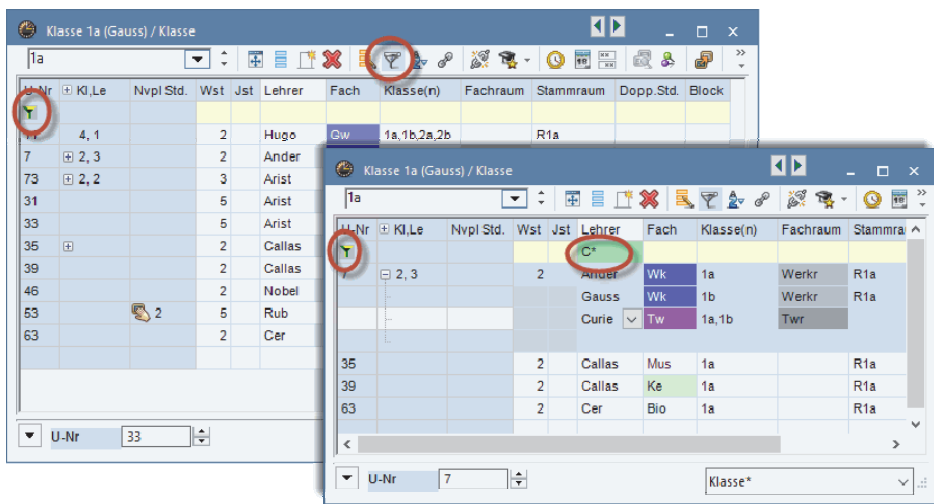 Klasse 1a (Gauss) / Klasse
1a
U-Nr Kl,Le Nvpl Std. Wst Jst Lehrer Fach Klasse(n) Fachraum Stammraum Dopp.Std. Block
4, 1 2 Hugo Gw 1a,1b,2a,2b R1a
7 2, 3 2 Ander
73 2, 2 3 Arist
31 5 Arist
33 5 Arist
35 2 Callas
39 2 Callas
46 2 Nobel
53 2 5 Rub
63 2 Cer
U-Nr 33
Klasse 1a (Gauss) / Klasse
1a
U-Nr Kl,Le Nvpl Std. Wst Jst Lehrer Fach Klasse(n) Fachraum Stammra
C*
7 2, 3 2 Ander Wk 1a Werkr R1a
Gauss Wk 1b Werkr R1a
Curie Tw 1a,1b Twr
35 2 Callas Mus 1a R1a
39 2 Callas Ke 1a R1a
63 2 Cer Bio 1a R1a
U-Nr 7 Klasse*